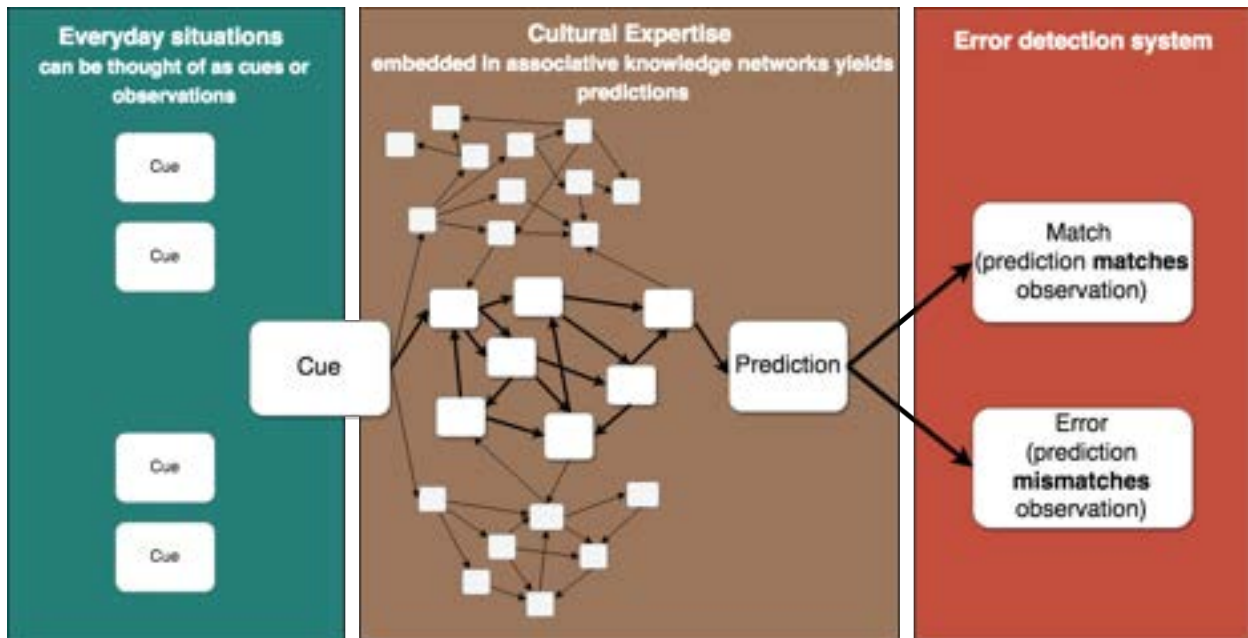 Everyday situations
can be thought of as cues or
observations
Cue
Cue
Cue
Cue
Cue
Cultural Expertise
embedded in associative knowledge networks yields
predictions
Prediction
Error detection system
Match
(prediction matches
observation)
Error
(prediction
mismatches
observation)